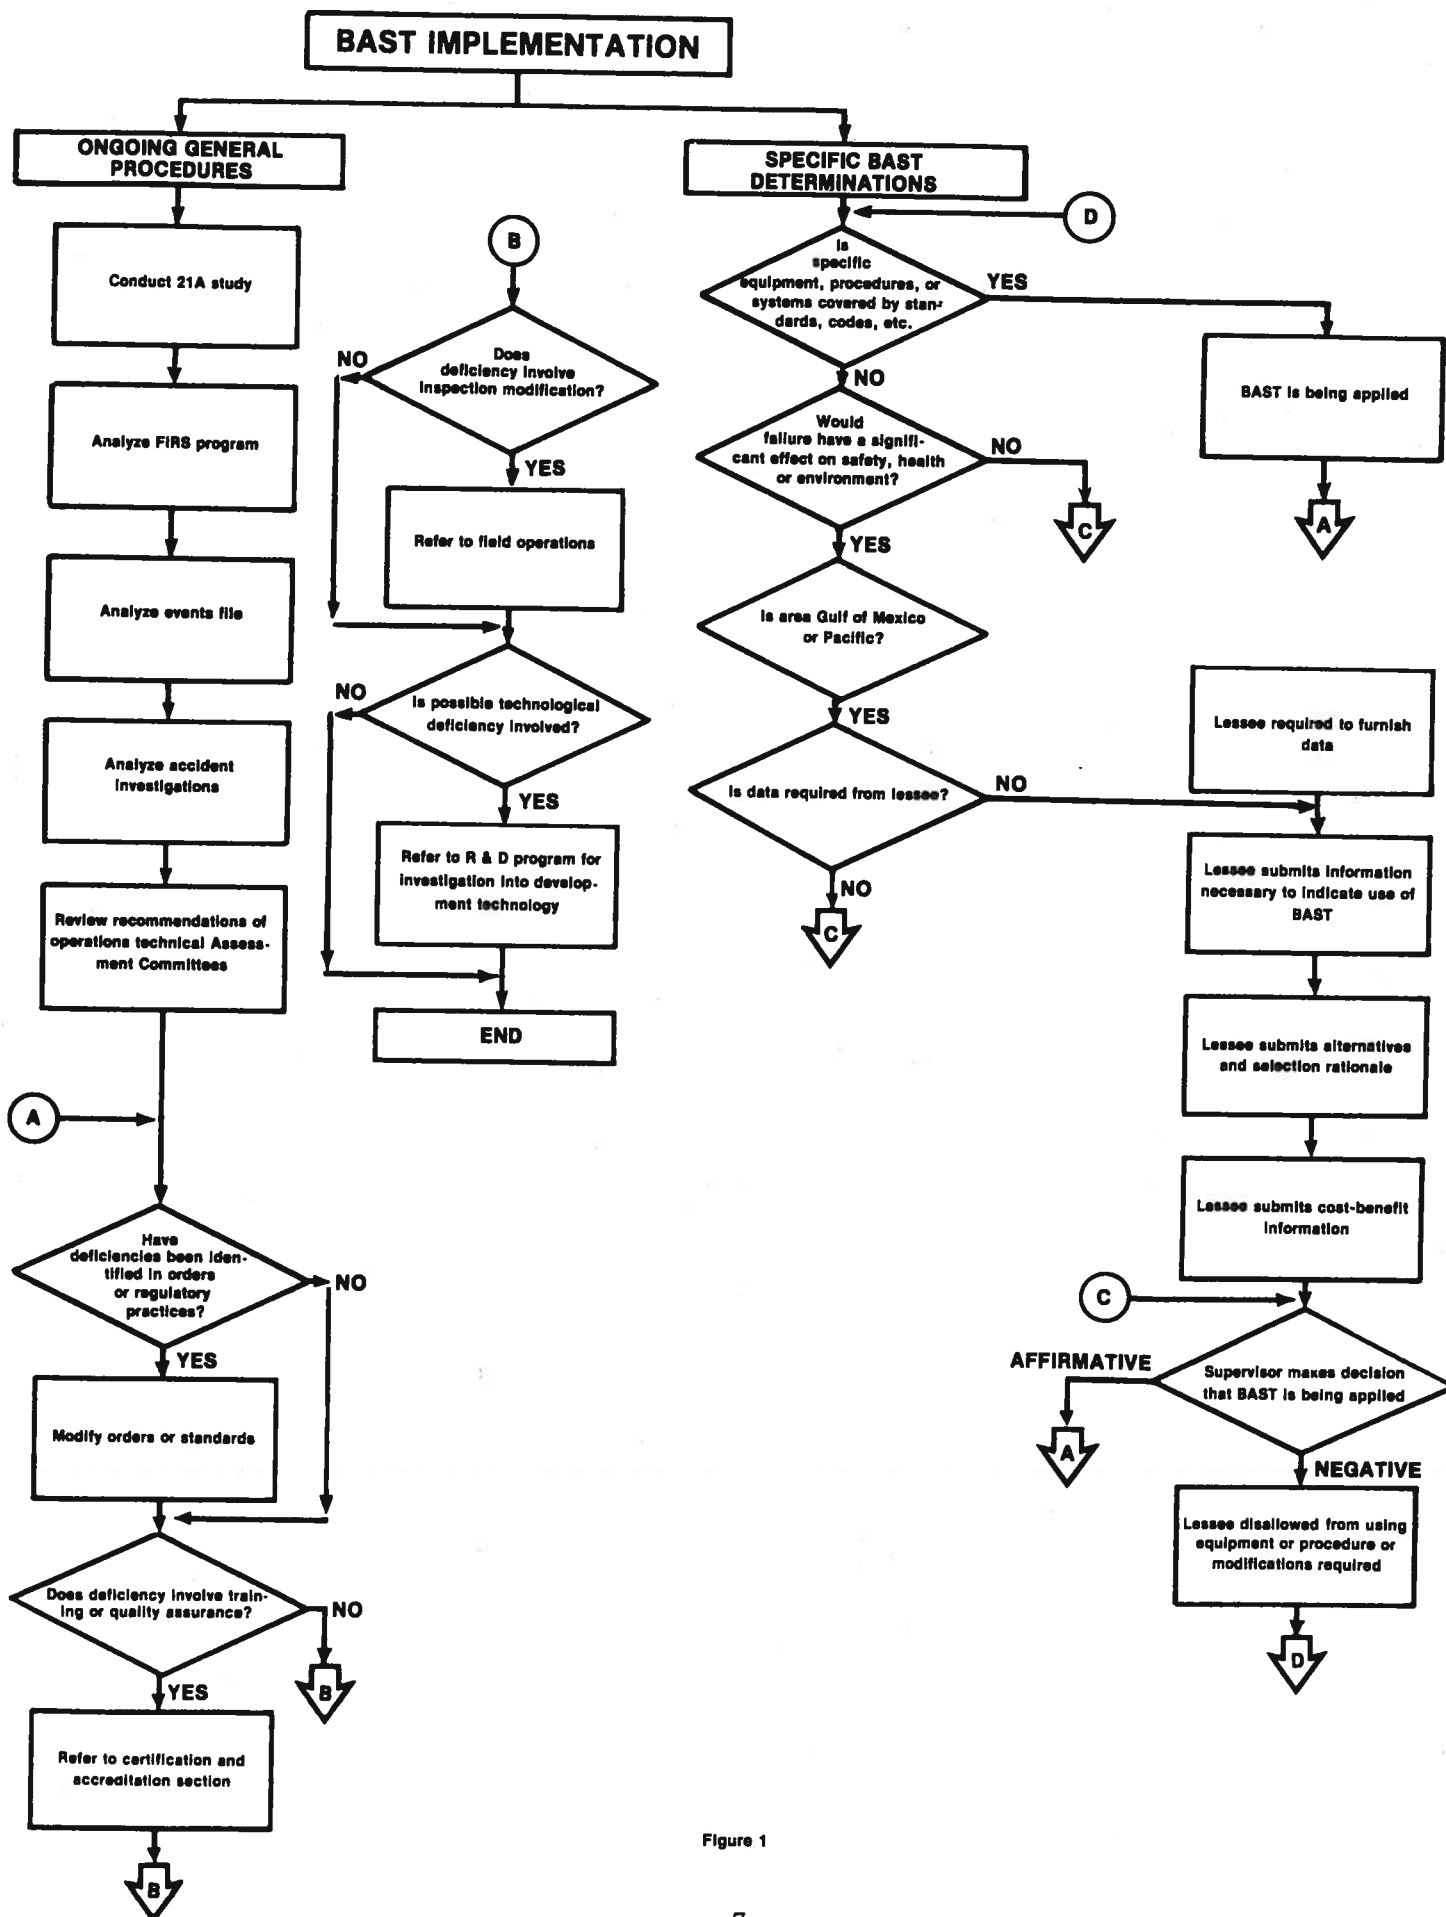 BAST IMPLEMENTATION
ONGOING GENERAL
PROCEDURES
Conduct 21A study
Analyze FIRS program
Analyze events file
Analyze accident
investigations
Review recommendations of
operations technical Assess-
ment Committees
A
Have
deficiencies been iden-
tified in orders
or regulatory
practices?
NO
YES
Modify orders or standards
Does deficiency involve train-
ing or quality assurance?
NO
B
YES
Refer to certification and
accreditation section
B
B
Does
deficiency involve
inspection modification?
NO
YES
Refer to field operations
Is possible technological
deficiency involved?
NO
YES
Refer to R & D program for
investigation into develop-
ment technology
END
SPECIFIC BAST
DETERMINATIONS
D
Is
specific
equipment, procedures, or
systems covered by stan-
dards, codes, etc.
YES
BAST is being applied
A
NO
Would
failure have a signifi-
cant effect on safety, health
or environment?
NO
C
YES
Is area Gulf of Mexico
or Pacific?
YES
Is data required from lessee?
NO
NO
C
Lessee required to furnish
data
Lessee submits information
necessary to indicate use of
BAST
Lessee submits alternatives
and selection rationale
Lessee submits cost-benefit
information
C
Supervisor makes decision
that BAST is being applied
AFFIRMATIVE
A
NEGATIVE
Lessee disallowed from using
equipment or procedure or
modifications required
D
Figure 1